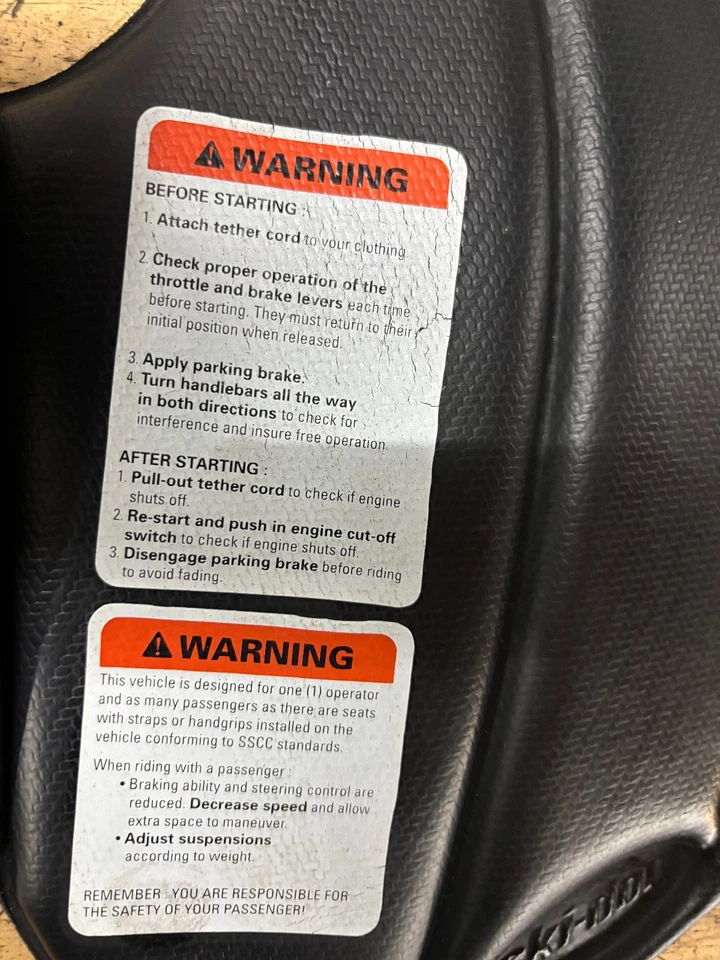 WARNING
BEFORE STARTING :
1. Attach tether cord to your clothing
2. Check proper operation of the
throttle and brake levers each time
before starting. They must return to their
initial position when released.
3. Apply parking brake.
4. Turn handlebars all the way
in both directions to check for
interference and insure free operation.
AFTER STARTING :
1. Pull-out tether cord to check if engine
shuts off.
2. Re-start and push in engine cut-off
switch to check if engine shuts off.
3. Disengage parking brake before riding
to avoid fading.
WARNING
This vehicle is designed for one (1) operator
and as many passengers as there are seats
with straps or handgrips installed on the
vehicle conforming to SSCC standards.
When riding with a passenger :
• Braking ability and steering control are
reduced. Decrease speed and allow
extra space to maneuver.
• Adjust suspensions
according to weight.
REMEMBER : YOU ARE RESPONSIBLE FOR
THE SAFETY OF YOUR PASSENGER!
ski-doo